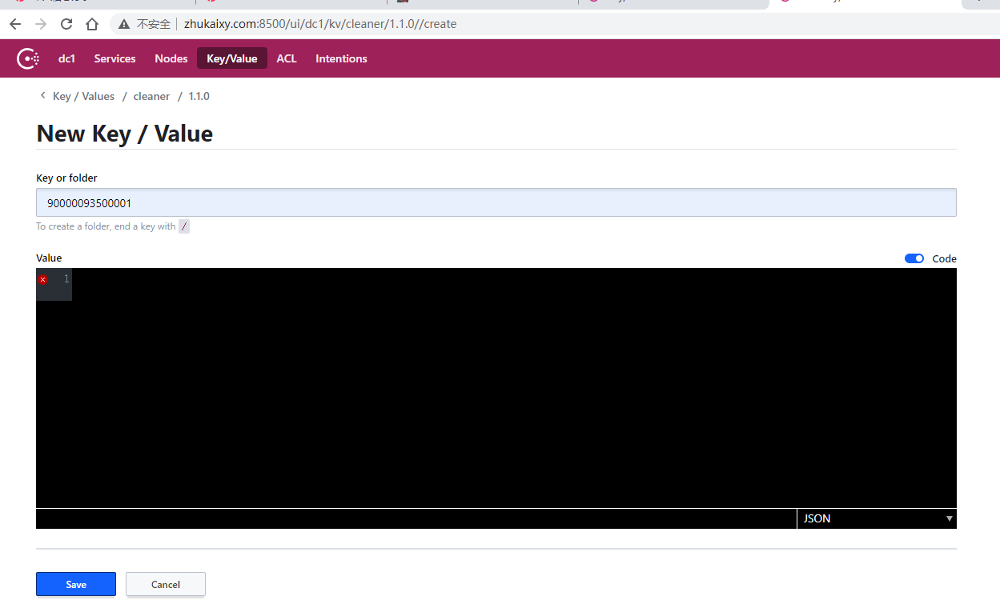 不安全 zhukaixy.com:8500/ui/dc1/kv/cleaner/1.1.0//create
dc1 Services Nodes Key/Value ACL Intentions
Key / Values / cleaner / 1.1.0
New Key / Value
Key or folder
90000093500001
To create a folder, end a key with /
Value Code
1
JSON
Save Cancel